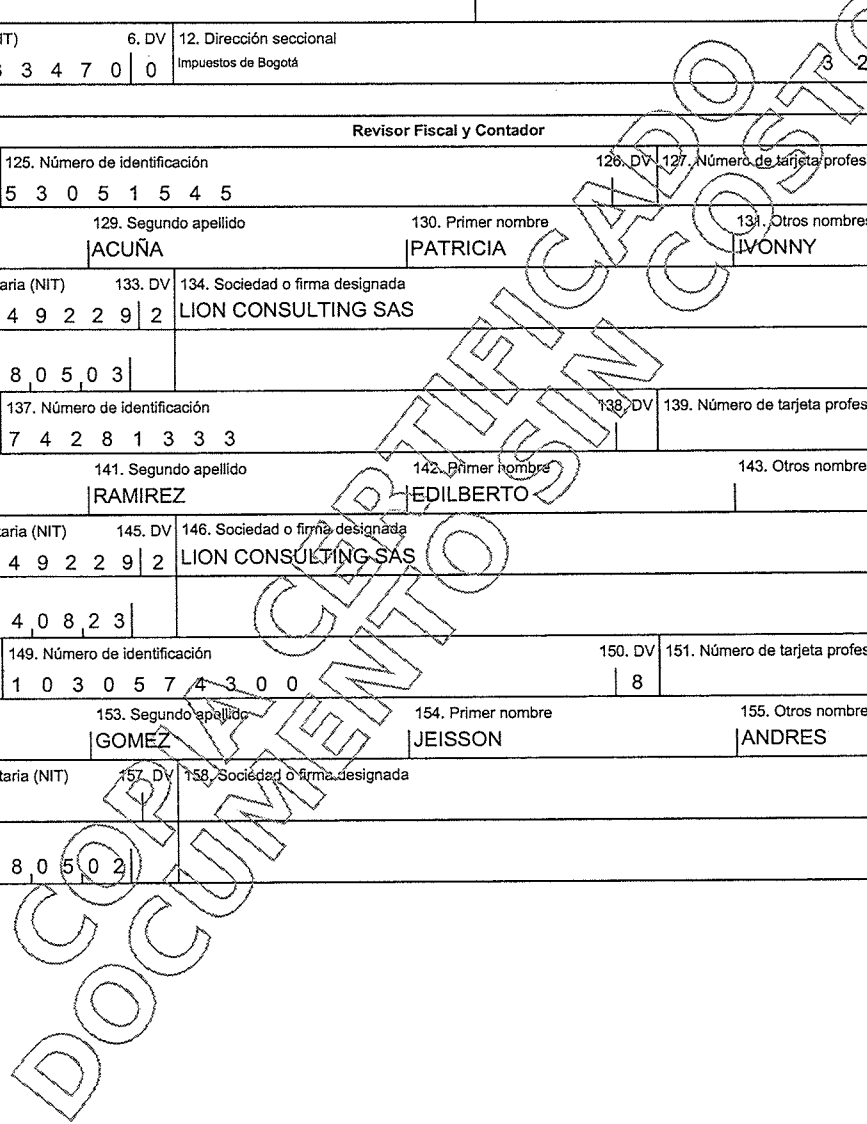 IT) 6. DV 12. Dirección seccional
3 4 7 0 0 Impuestos de Bogotá 3 2
Revisor Fiscal y Contador
125. Número de identificación 126. DV 127. Número de tarjeta profes
5 3 0 5 1 5 4 5
129. Segundo apellido 130. Primer nombre 131. Otros nombres
ACUÑA PATRICIA IVONNY
aria (NIT) 133. DV 134. Sociedad o firma designada
4 9 2 2 9 2 LION CONSULTING SAS
8 0 5 0 3
137. Número de identificación 138. DV 139. Número de tarjeta profes
7 4 2 8 1 3 3 3
141. Segundo apellido 142. Primer nombre 143. Otros nombre
RAMIREZ EDILBERTO
taria (NIT) 145. DV 146. Sociedad o firma designada
4 9 2 2 9 2 LION CONSULTING SAS
4 0 8 2 3
149. Número de identificación 150. DV 151. Número de tarjeta profes
1 0 3 0 5 7 4 3 0 0 8
153. Segundo apellido 154. Primer nombre 155. Otros nombre
GOMEZ JEISSON ANDRES
taria (NIT) 157. DV 158. Sociedad o firma designada
8 0 5 0 2
COPIA CERTIFICADO
DOCUMENTO SIN COSTO